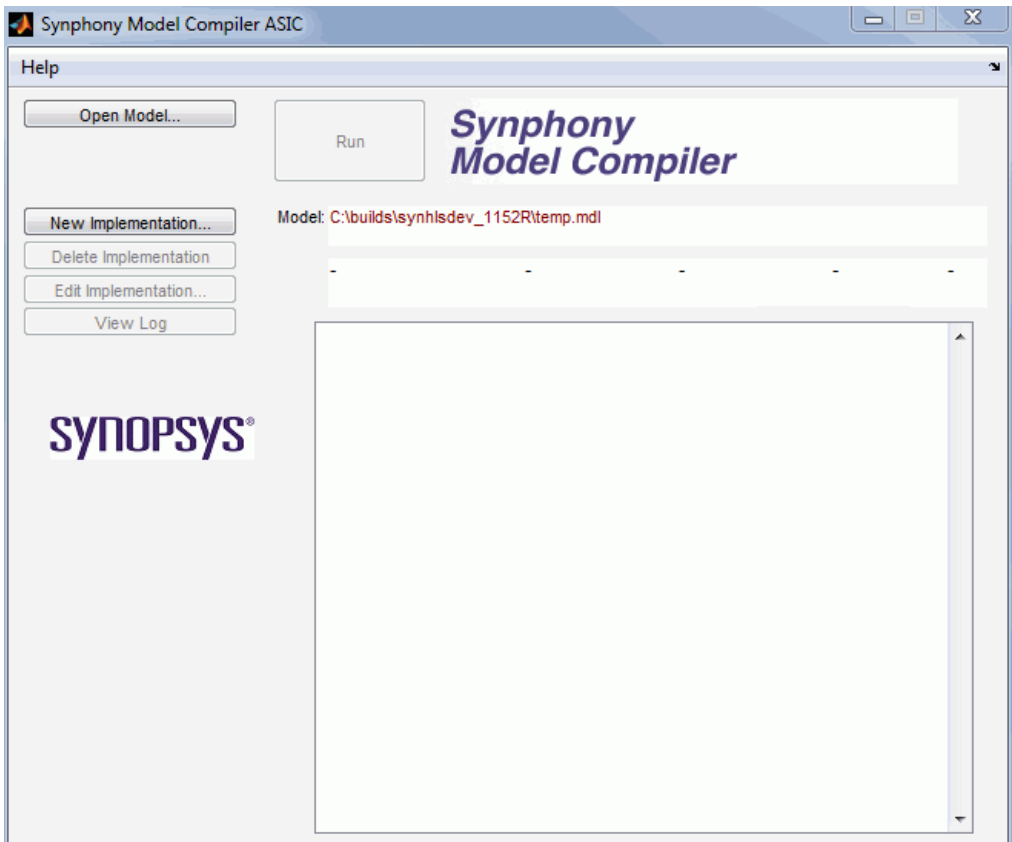 Synphony Model Compiler ASIC
Help
Open Model...
Run
Synphony
Model Compiler
New Implementation...
Model: C:\builds\synhlsdev_1152R\temp.mdl
Delete Implementation
- - - - -
Edit Implementation...
View Log
SYNOPSYS®